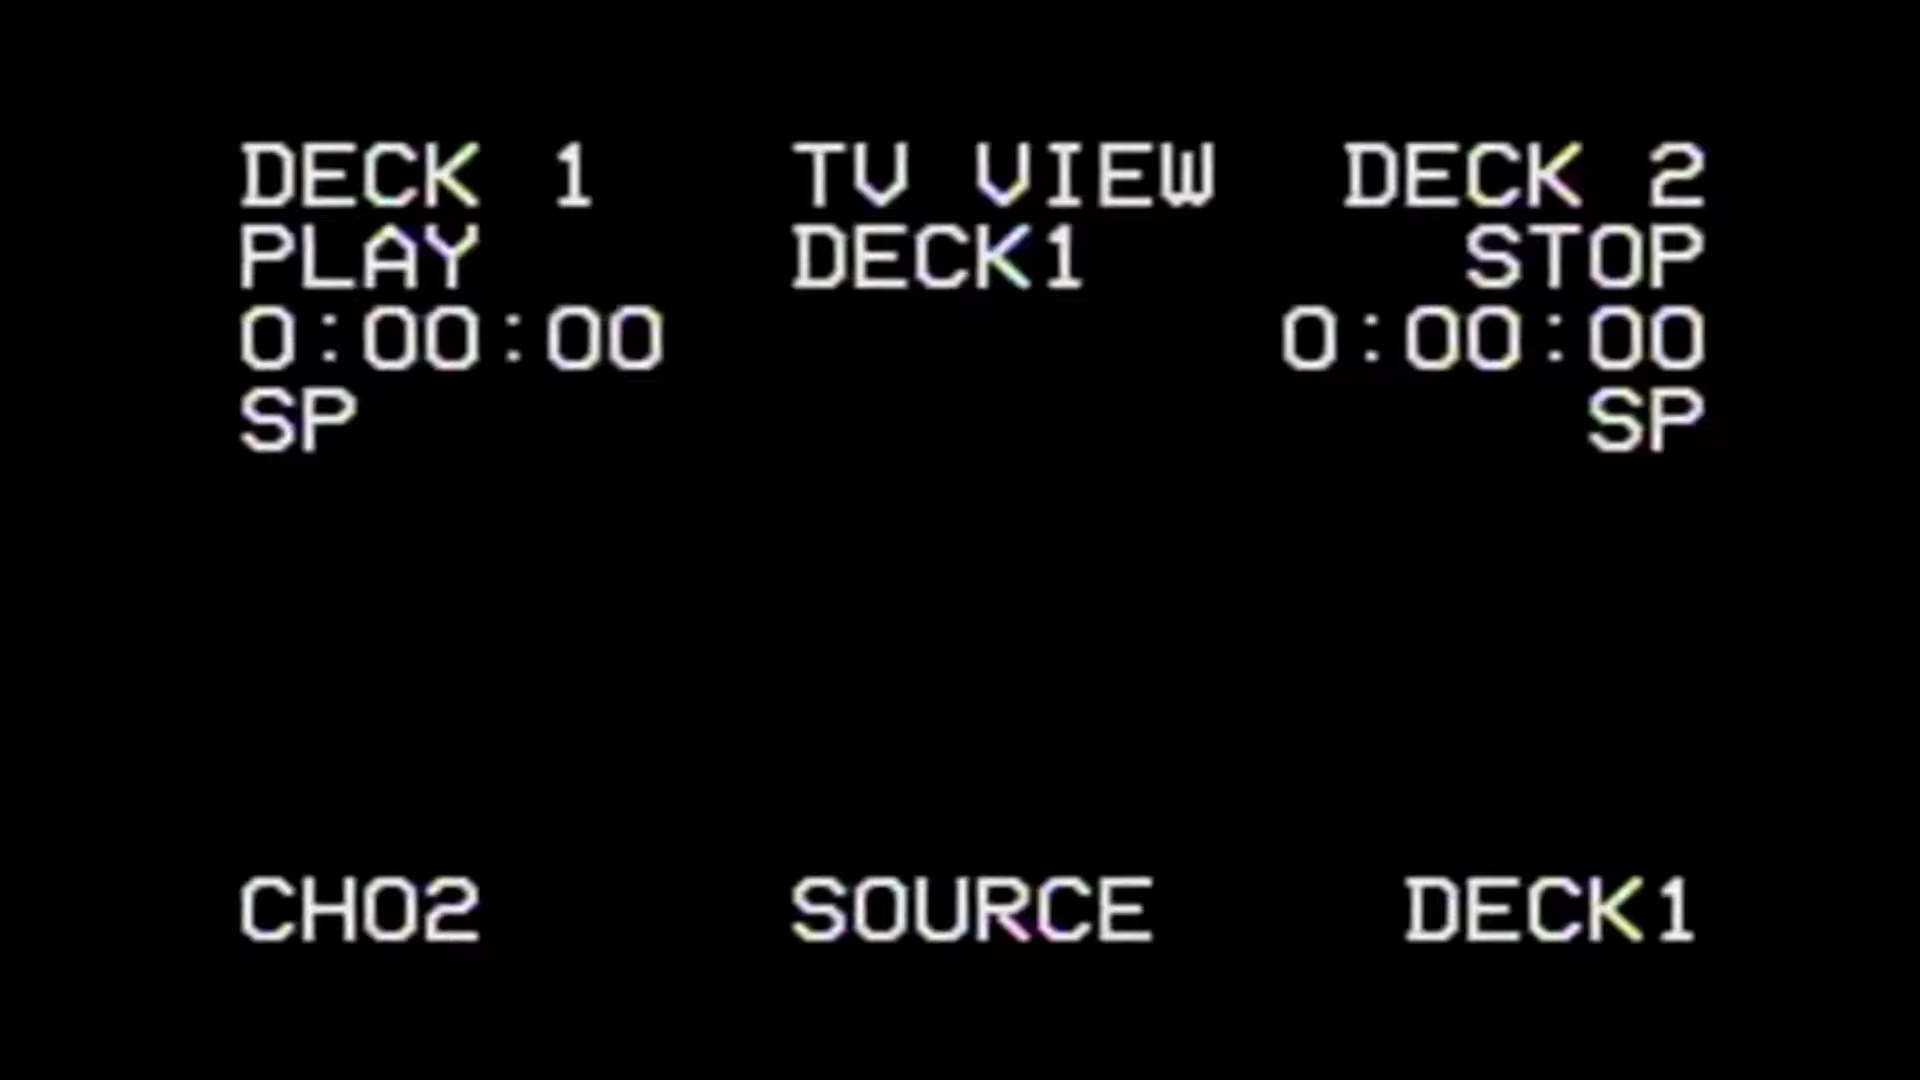 DECK 1 TV VIEW DECK 2
PLAY DECK1 STOP
0:00:00 0:00:00
SP SP
CH02 SOURCE DECK1